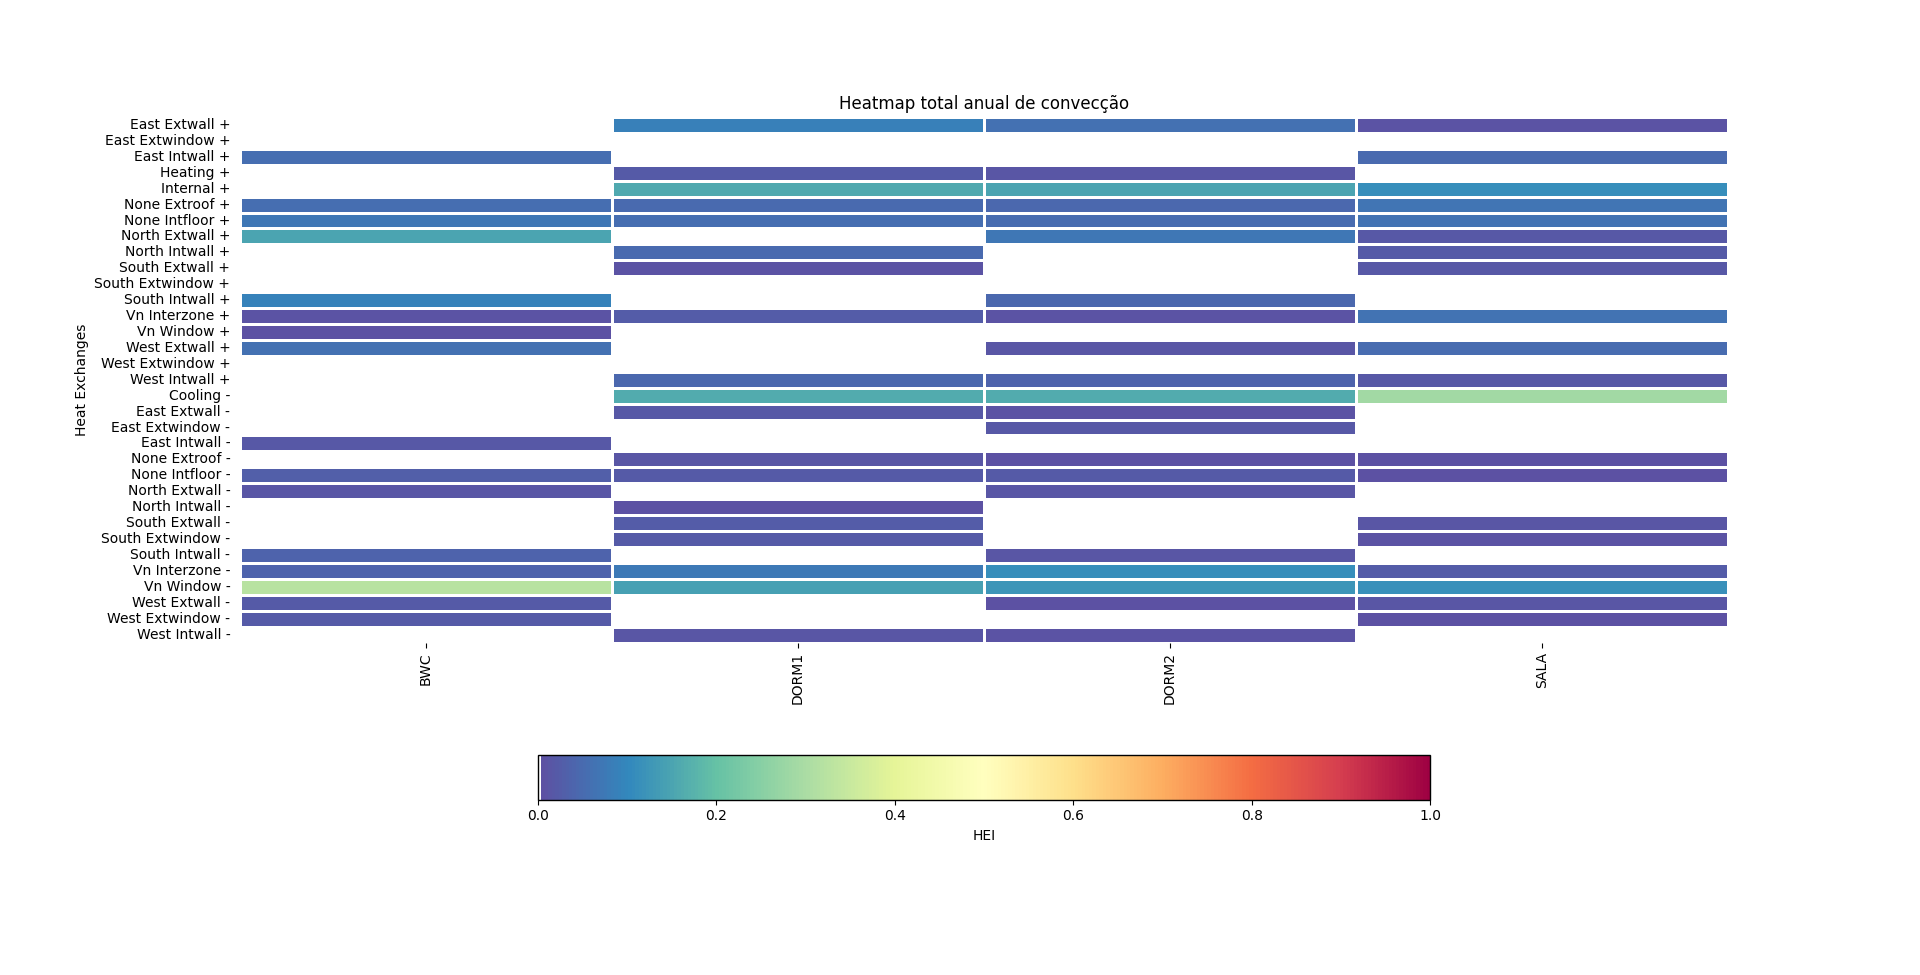 Heatmap total anual de convecção
East Extwall +
East Extwindow +
East Intwall +
Heating +
Internal +
None Extroof +
None Intfloor +
North Extwall +
North Intwall +
South Extwall +
South Extwindow +
South Intwall +
Vn Interzone +
Vn Window +
West Extwall +
West Extwindow +
West Intwall +
Cooling -
East Extwall -
East Extwindow -
East Intwall -
None Extroof -
None Intfloor -
North Extwall -
North Intwall -
South Extwall -
South Extwindow -
South Intwall -
Vn Interzone -
Vn Window -
West Extwall -
West Extwindow -
West Intwall -
Heat Exchanges
BWC
DORM1
DORM2
SALA
0.0 0.2 0.4 0.6 0.8 1.0
HEI